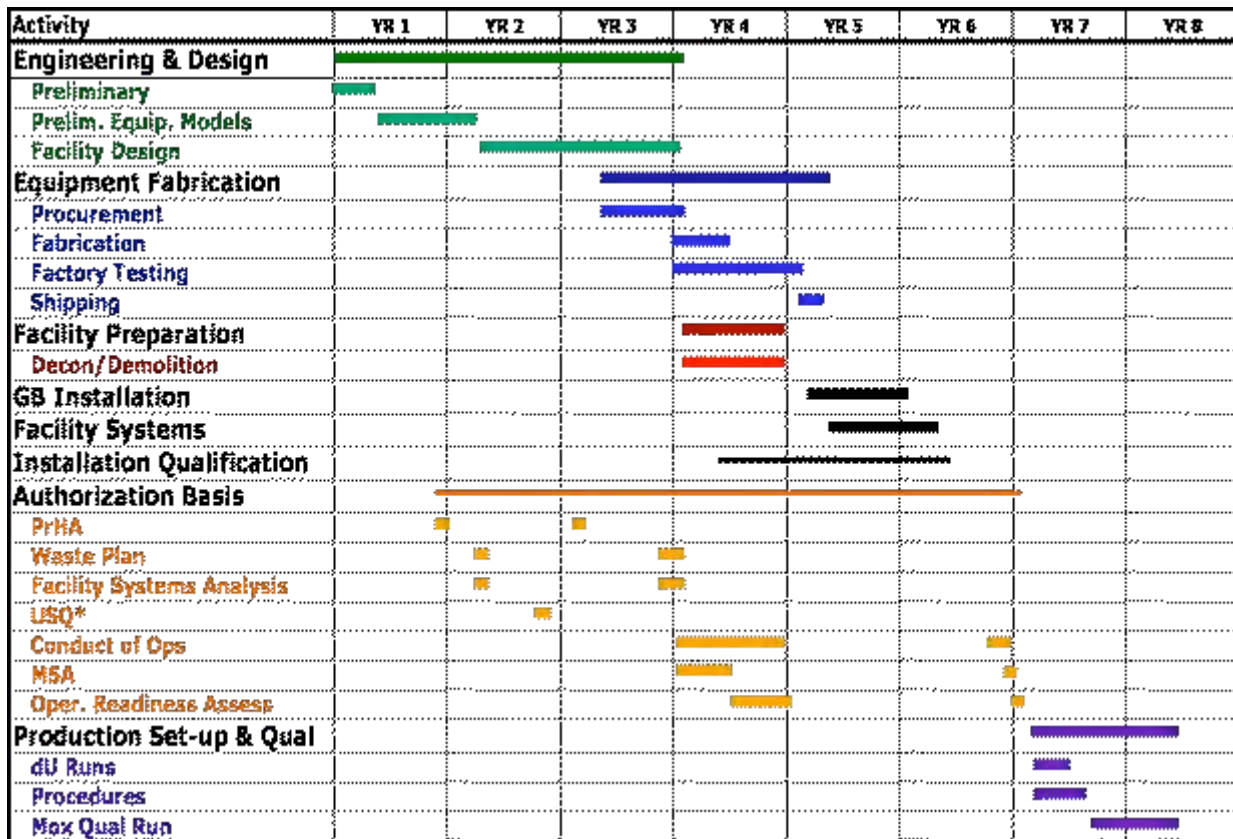 Activity YR 1 YR 2 YR 3 YR 4 YR 5 YR 6 YR 7 YR 8
Engineering & Design
Preliminary
Prelim. Equip. Models
Facility Design
Equipment Fabrication
Procurement
Fabrication
Factory Testing
Shipping
Facility Preparation
Decon/Demolition
GB Installation
Facility Systems
Installation Qualification
Authorization Basis
PrHA
Waste Plan
Facility Systems Analysis
USQ*
Conduct of Ops
MSA
Oper. Readiness Assess
Production Set-up & Qual
dU Runs
Procedures
Mox Qual Run